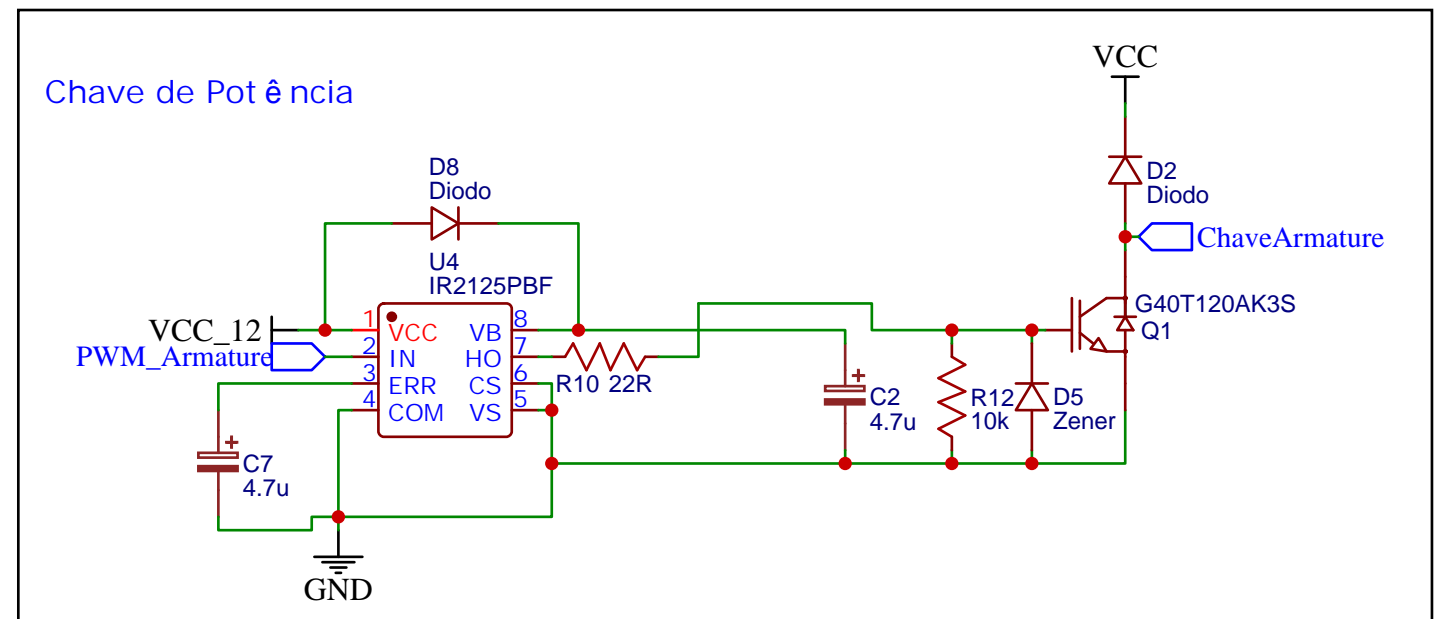 Chave de Potência
VCC
D8
Diodo
D2
Diodo
ChaveArmature
U4
IR2125PBF
G40T120AK3S
Q1
VCC_12
PWM_Armature
1 VCC VB 8
2 IN HO 7
3 ERR CS 6
4 COM VS 5
R10 22R
C2
4.7u
R12
10k
D5
Zener
C7
4.7u
GND